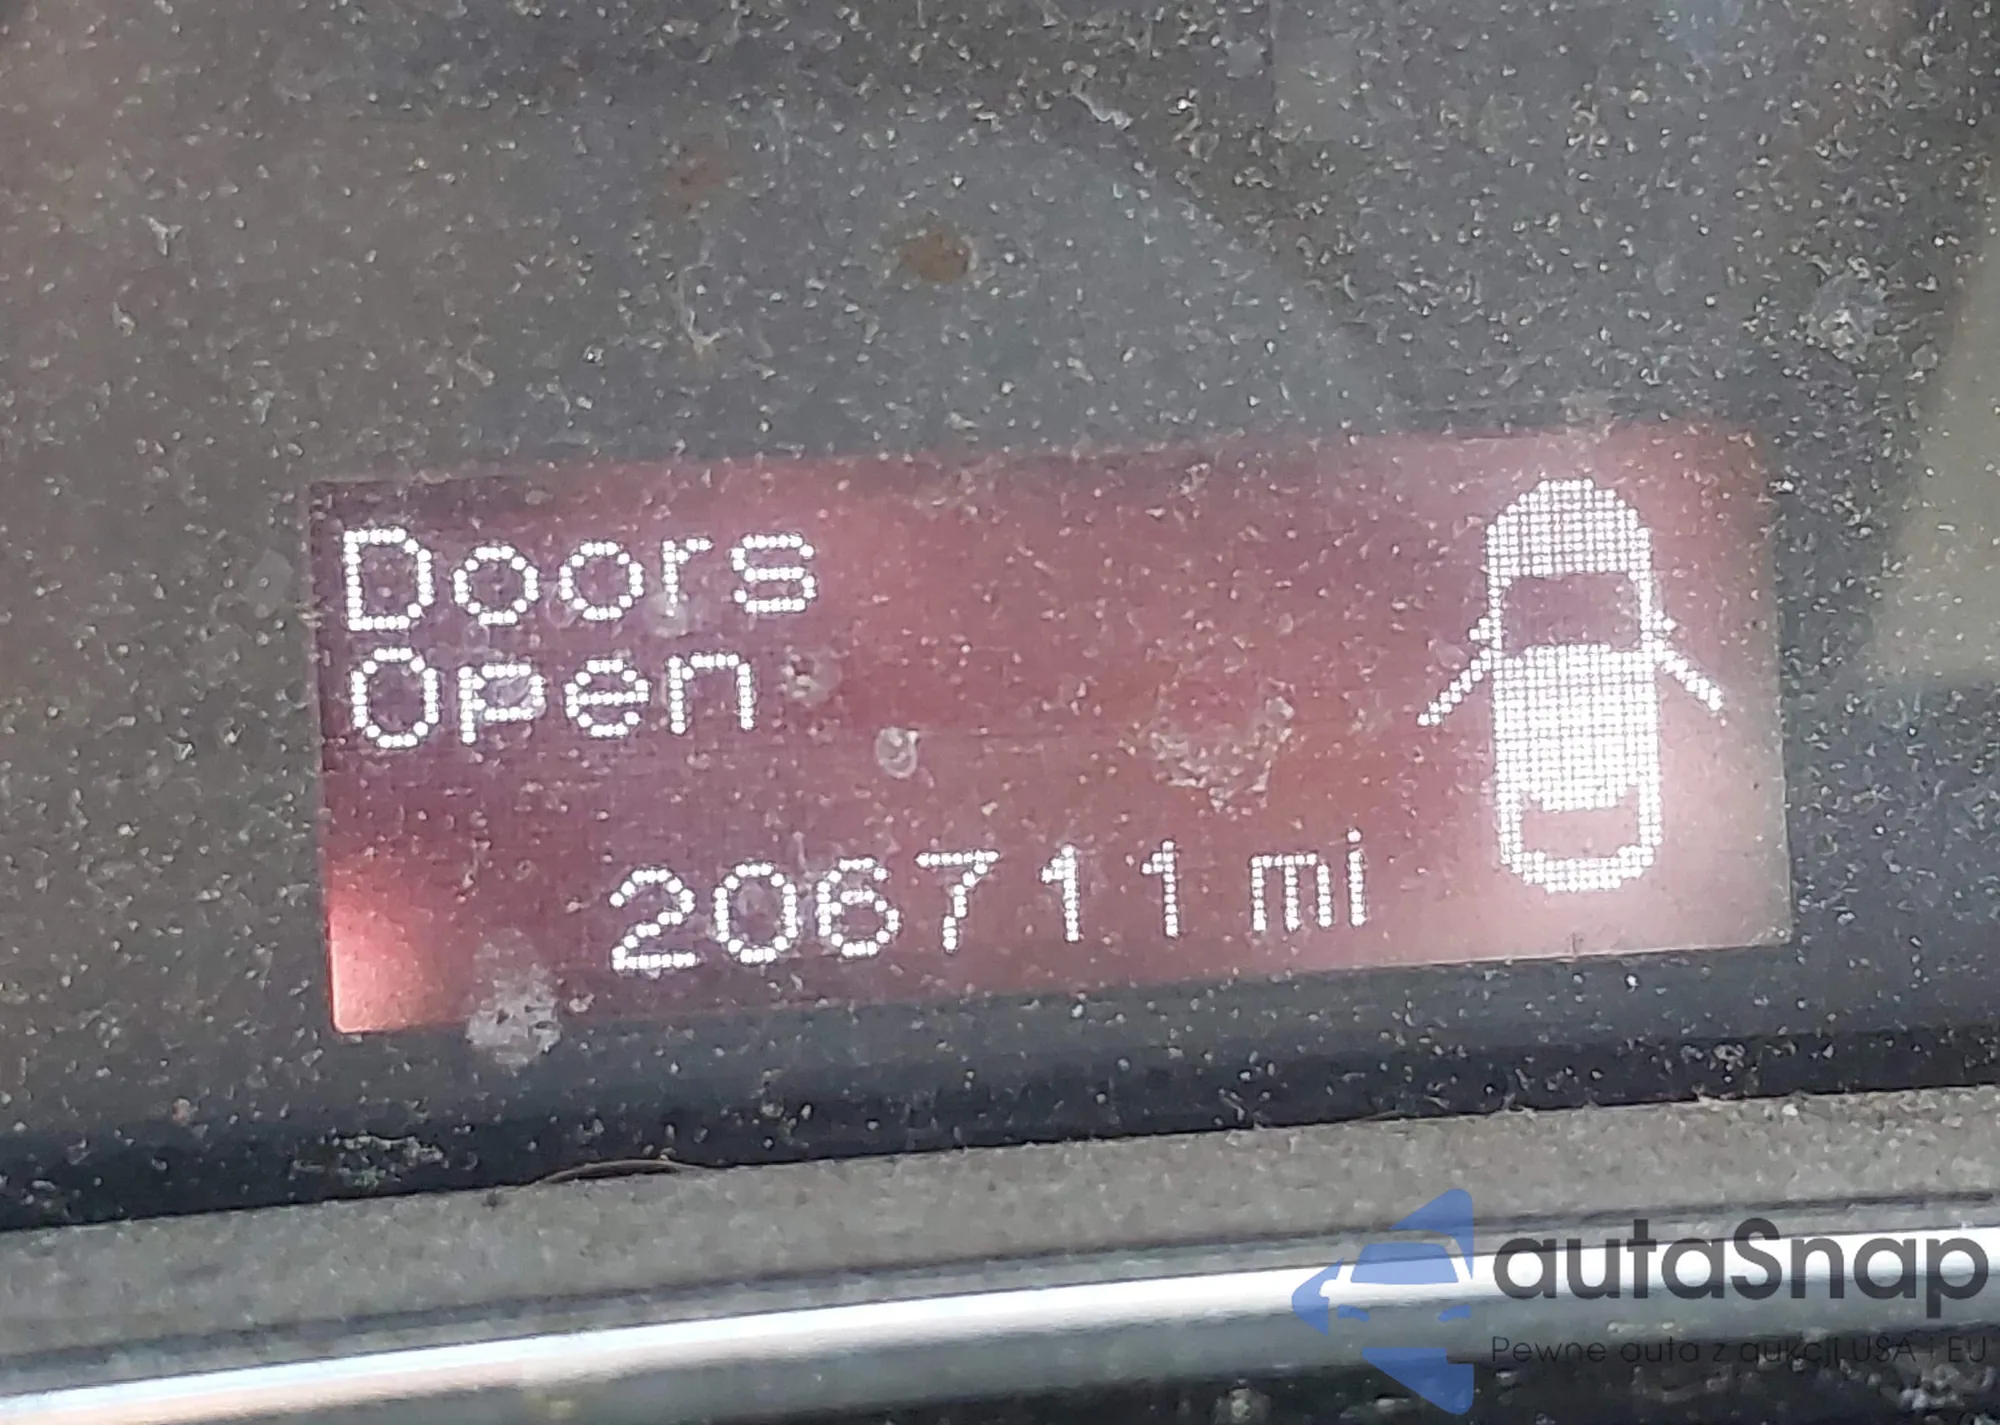 Doors
Open
206711 mi
autaSnap
Pewne auta z aukcji USA i EU